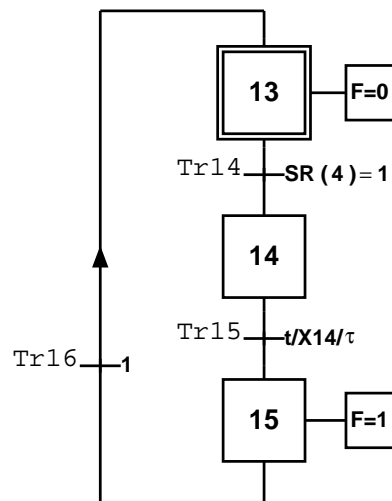 13
F=0
Tr14
SR ( 4 ) = 1
14
Tr15
t/X14/τ
Tr16
1
15
F=1